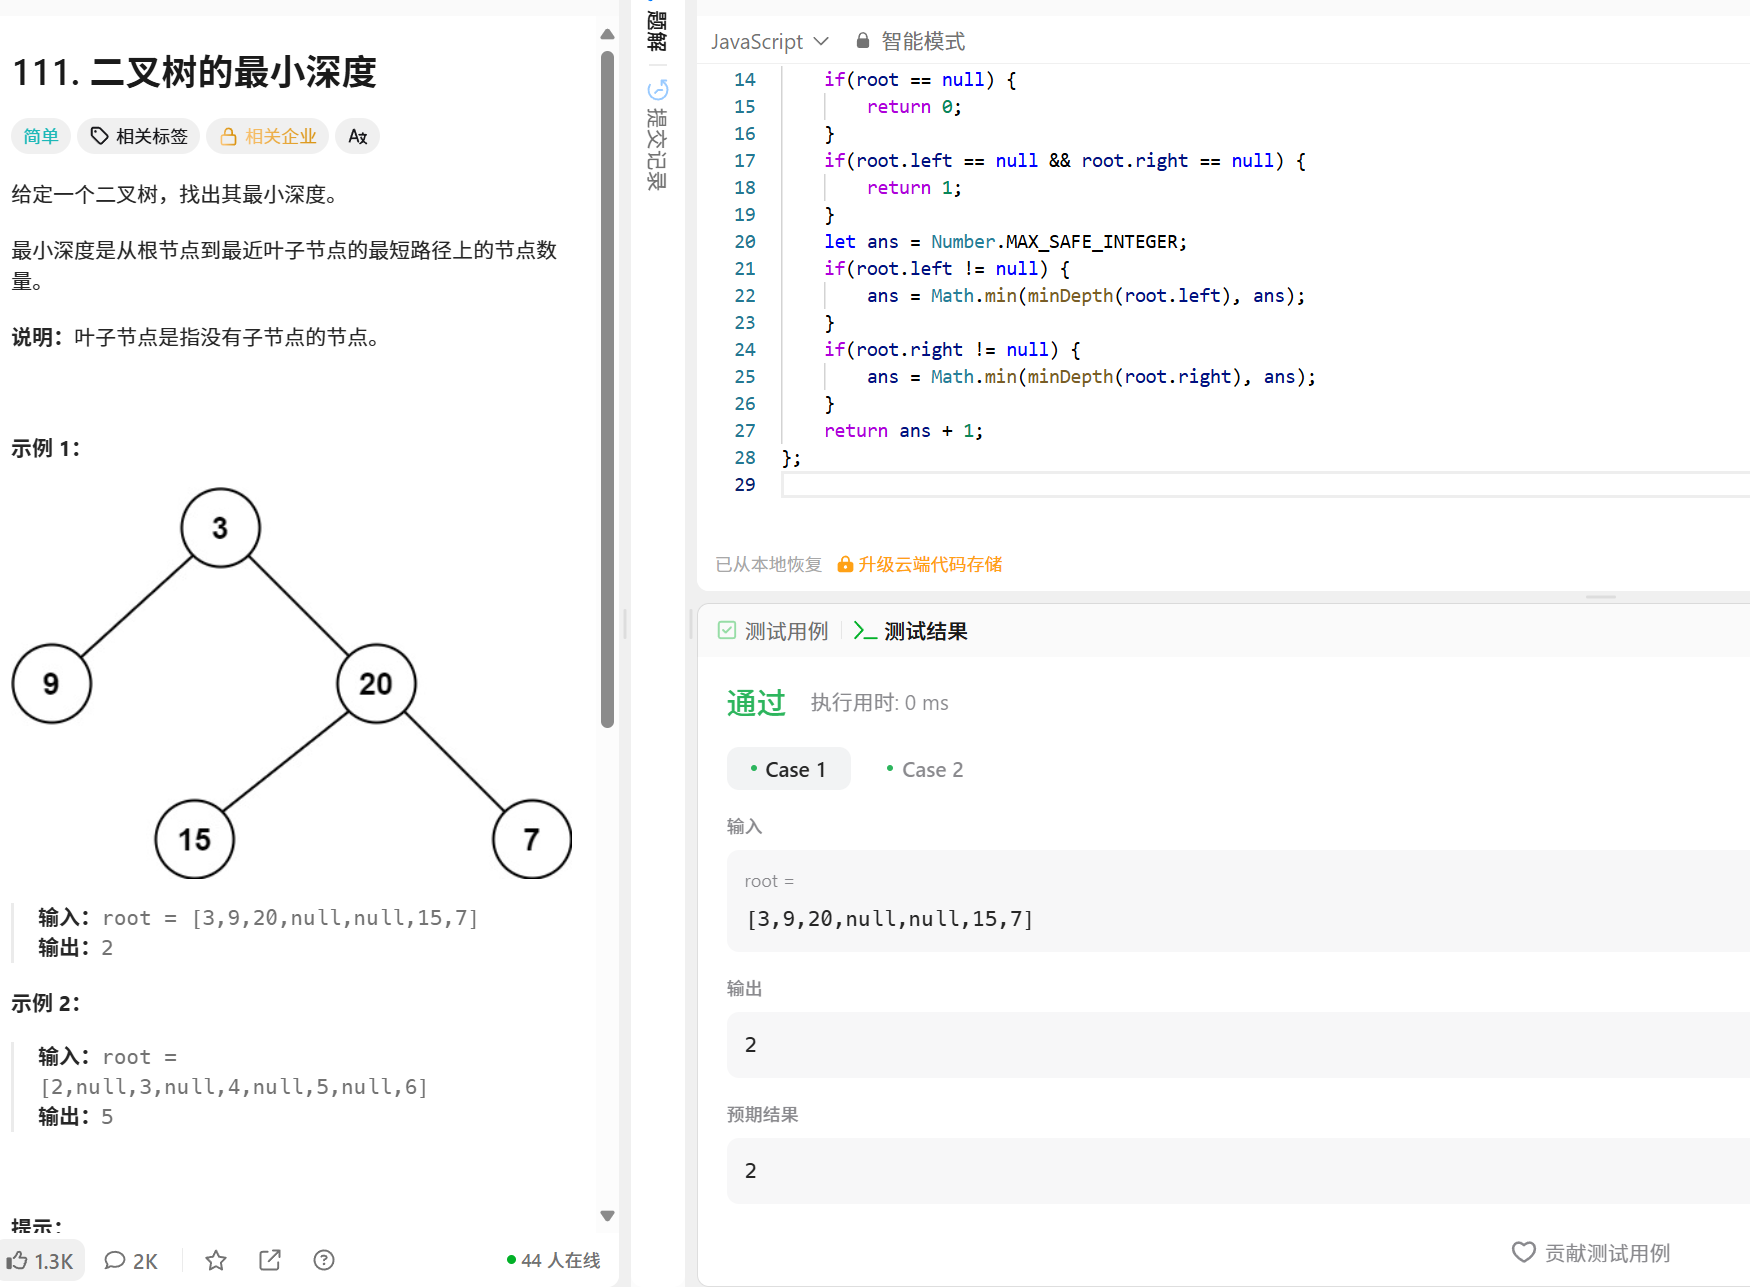 111. 二叉树的最小深度
简单
相关标签
相关企业
给定一个二叉树，找出其最小深度。
最小深度是从根节点到最近叶子节点的最短路径上的节点数
量。
说明：叶子节点是指没有子节点的节点。
示例 1：
3
9
20
15
7
输入：root = [3,9,20,null,null,15,7]
输出：2
示例 2：
输入：root =
[2,null,3,null,4,null,5,null,6]
输出：5
提示：
1.3K
2K
44 人在线
题解
提交记录
JavaScript
智能模式
14 if(root == null) {
15 return 0;
16 }
17 if(root.left == null && root.right == null) {
18 return 1;
19 }
20 let ans = Number.MAX_SAFE_INTEGER;
21 if(root.left != null) {
22 ans = Math.min(minDepth(root.left), ans);
23 }
24 if(root.right != null) {
25 ans = Math.min(minDepth(root.right), ans);
26 }
27 return ans + 1;
28 };
29
已从本地恢复 升级云端代码存储
测试用例
测试结果
通过 执行用时: 0 ms
Case 1
Case 2
输入
root =
[3,9,20,null,null,15,7]
输出
2
预期结果
2
贡献测试用例